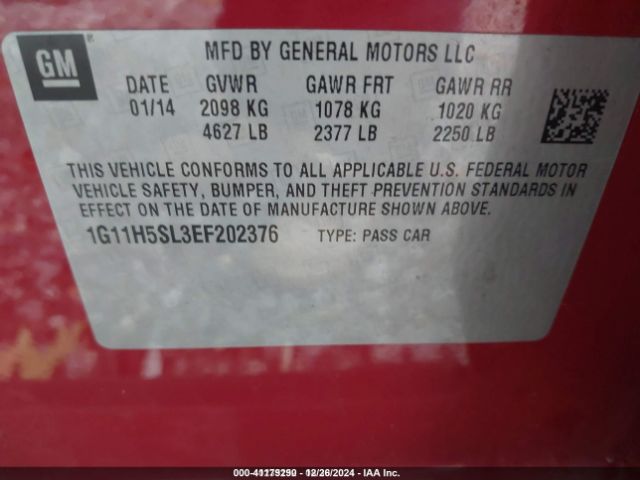 GM
MFD BY GENERAL MOTORS LLC
DATE GVWR GAWR FRT GAWR RR
01/14 2098 KG 1078 KG 1020 KG
4627 LB 2377 LB 2250 LB
THIS VEHICLE CONFORMS TO ALL APPLICABLE U.S. FEDERAL MOTOR
VEHICLE SAFETY, BUMPER, AND THEFT PREVENTION STANDARDS IN
EFFECT ON THE DATE OF MANUFACTURE SHOWN ABOVE.
1G11H5SL3EF202376 TYPE: PASS CAR
12/26/2024 - IAA Inc.